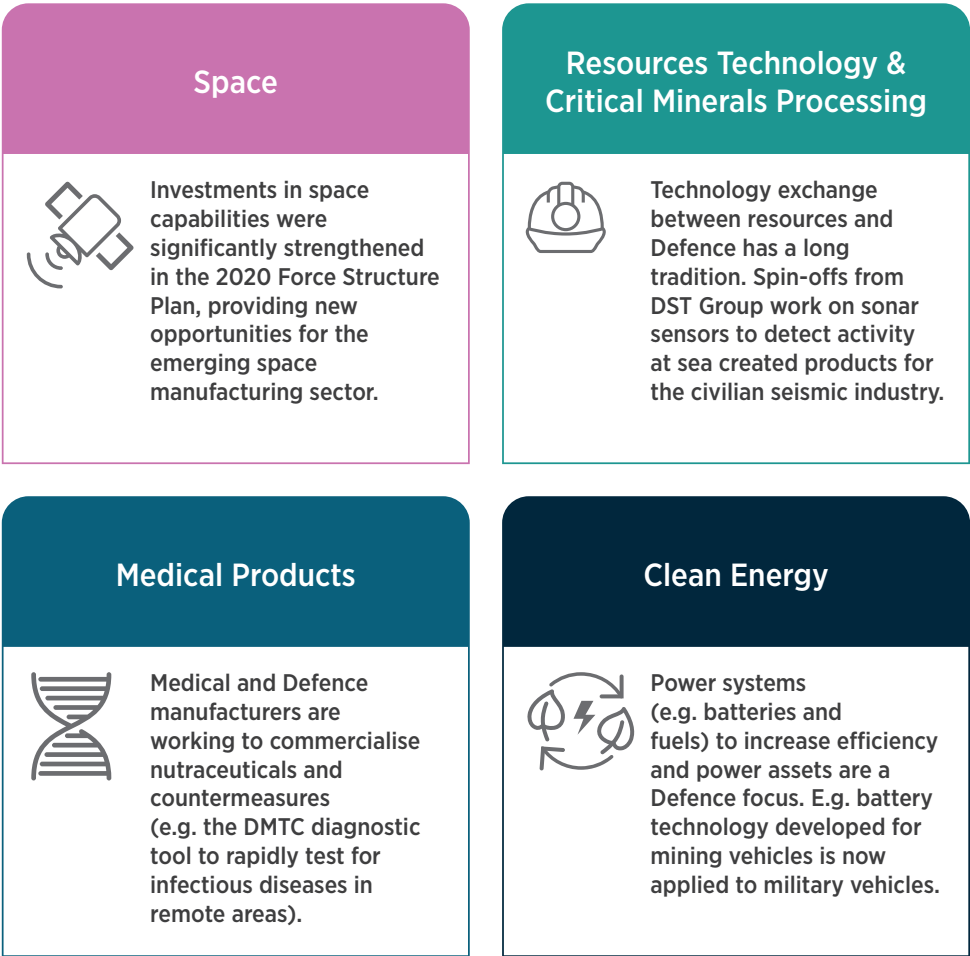 Space
Investments in space
capabilities were
significantly strengthened
in the 2020 Force Structure
Plan, providing new
opportunities for the
emerging space
manufacturing sector.
Resources Technology &
Critical Minerals Processing
Technology exchange
between resources and
Defence has a long
tradition. Spin-offs from
DST Group work on sonar
sensors to detect activity
at sea created products for
the civilian seismic industry.
Medical Products
Medical and Defence
manufacturers are
working to commercialise
nutraceuticals and
countermeasures
(e.g. the DMTC diagnostic
tool to rapidly test for
infectious diseases in
remote areas).
Clean Energy
Power systems
(e.g. batteries and
fuels) to increase efficiency
and power assets are a
Defence focus. E.g. battery
technology developed for
mining vehicles is now
applied to military vehicles.